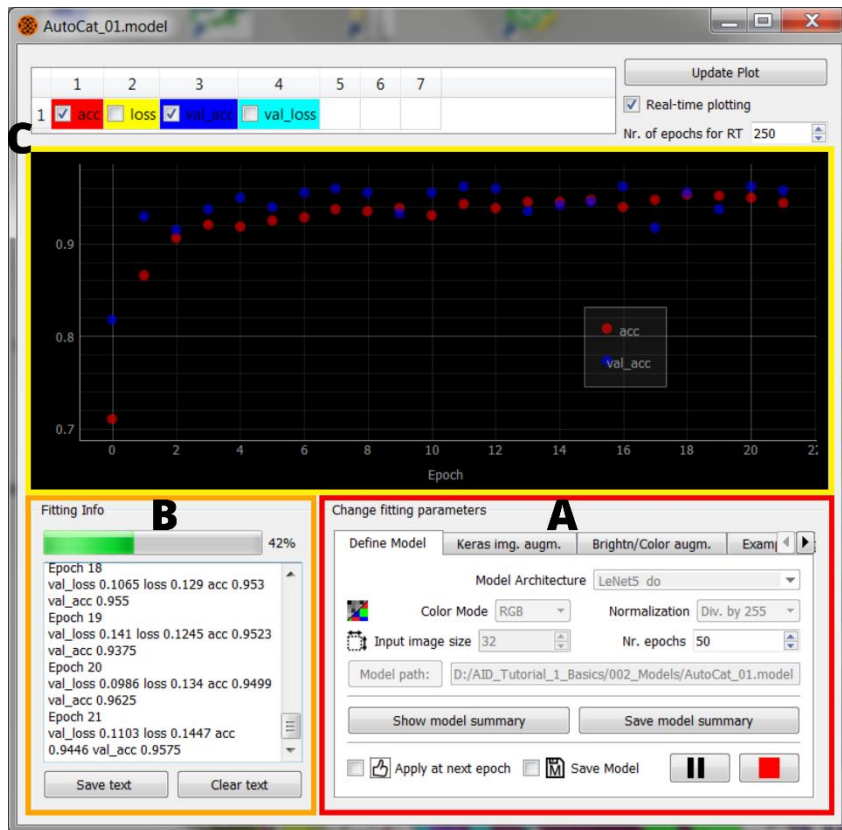 AutoCat_01.model
1 2 3 4 5 6 7
1 acc loss val_acc val_loss
Update Plot
Real-time plotting
Nr. of epochs for RT 250
C
0.9
0.8
0.7
acc
val_acc
0 2 4 6 8 10 12 14 16 18 20 22
Epoch
B
Fitting Info
42%
Epoch 18
val_loss 0.1065 loss 0.129 acc 0.953
val_acc 0.955
Epoch 19
val_loss 0.141 loss 0.1245 acc 0.9523
val_acc 0.9375
Epoch 20
val_loss 0.0986 loss 0.134 acc 0.9499
val_acc 0.9625
Epoch 21
val_loss 0.1103 loss 0.1447 acc
0.9446 val_acc 0.9575
Save text Clear text
A
Change fitting parameters
Define Model Keras img. augm. Brightn/Color augm.
Model Architecture LeNet5_do
Color Mode RGB Normalization Div. by 255
Input image size 32 Nr. epochs 50
Model path: D:/AID_Tutorial_1_Basics/002_Models/AutoCat_01.model
Show model summary Save model summary
Apply at next epoch M Save Model